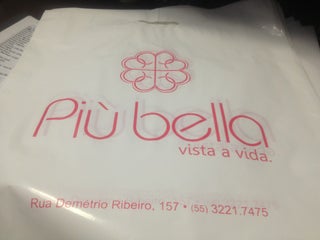 Più bella
vista a vida.
Rua Demétrio Ribeiro, 157 • (55) 3221.7475